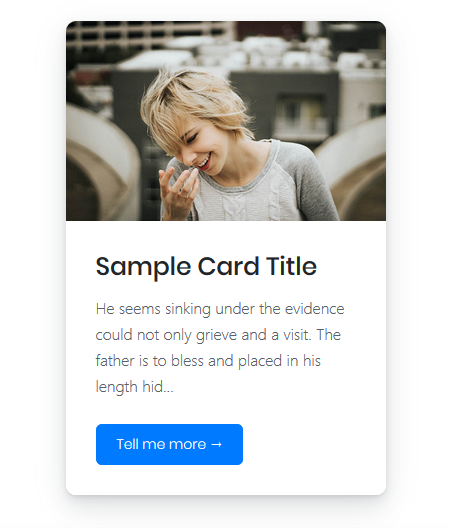 Sample Card Title
He seems sinking under the evidence
could not only grieve and a visit. The
father is to bless and placed in his
length hid...
Tell me more →